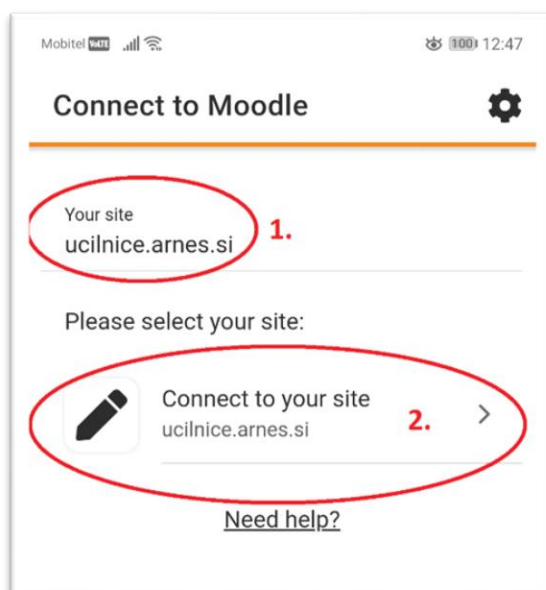 Mobitel VoLTE 100 12:47
Connect to Moodle
Your site
ucilnice.arnes.si 1.
Please select your site:
Connect to your site
ucilnice.arnes.si 2.
Need help?